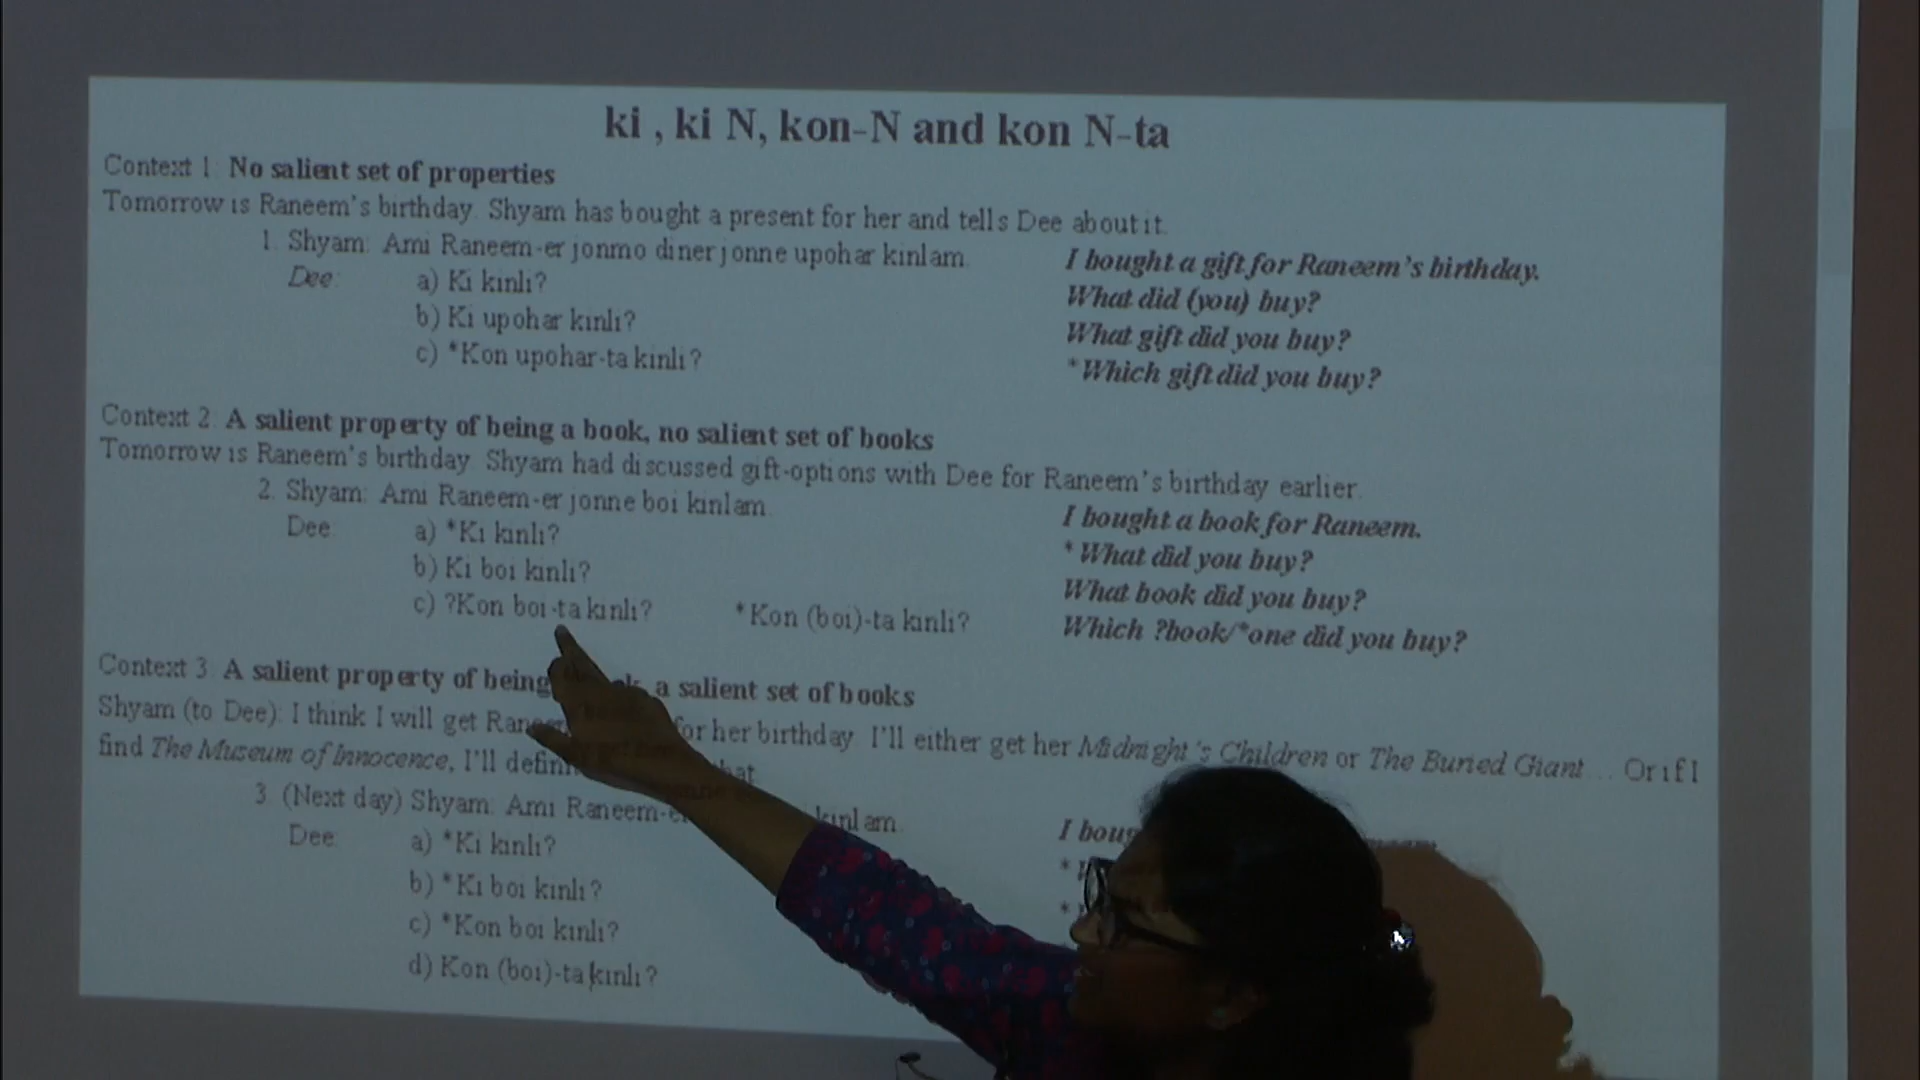 ki , ki N, kon-N and kon N-ta
Context 1: No salient set of properties
Tomorrow is Raneem's birthday. Shyam has bought a present for her and tells Dee about it.
1. Shyam: Ami Raneem-er jonmo diner jonne upohar kinlam. I bought a gift for Raneem's birthday.
Dee: a) Ki kinli? What did (you) buy?
b) Ki upohar kinli? What gift did you buy?
c) *Kon upohar-ta kinli? *Which gift did you buy?
Context 2: A salient property of being a book, no salient set of books
Tomorrow is Raneem's birthday. Shyam had discussed gift-options with Dee for Raneem's birthday earlier.
2. Shyam: Ami Raneem-er jonne boi kinlam. I bought a book for Raneem.
Dee: a) *Ki kinli? *What did you buy?
b) Ki boi kinli? What book did you buy?
c) ?Kon boi-ta kinli? *Kon (boi)-ta kinli? Which ?book/*one did you buy?
Context 3: A salient property of being a salient set of books
Shyam (to Dee): I think I will get for her birthday. I'll either get her Midnight's Children or The Buried Giant ... Or if I
find The Museum of Innocence, I'll that.
3. (Next day) Shyam: Ami kinlam. I
Dee: a) *Ki kinli? *
b) *Ki boi kinli? *
c) *Kon boi kinli?
d) Kon (boi)-ta kinli?